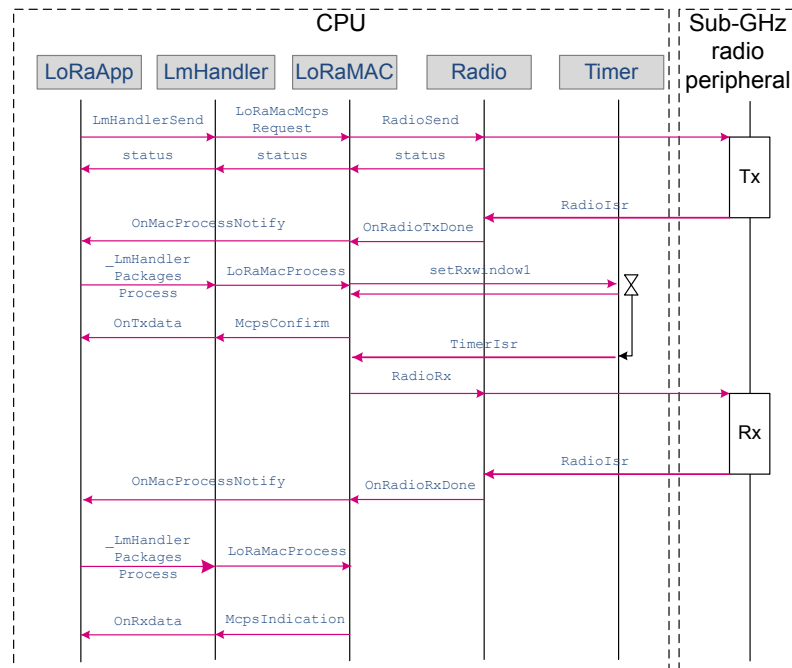 CPU
Sub-GHz
radio
peripheral
LoRaApp
LmHandler
LoRaMAC
Radio
Timer
LmHandlerSend
LoRaMacMcps
Request
RadioSend
status
status
status
Tx
RadioIsr
OnMacProcessNotify
OnRadioTxDone
_LmHandler
Packages
Process
LoRaMacProcess
setRxwindow1
OnTxdata
McpsConfirm
TimerIsr
RadioRx
Rx
RadioIsr
OnMacProcessNotify
OnRadioRxDone
_LmHandler
Packages
Process
LoRaMacProcess
OnRxdata
McpsIndication